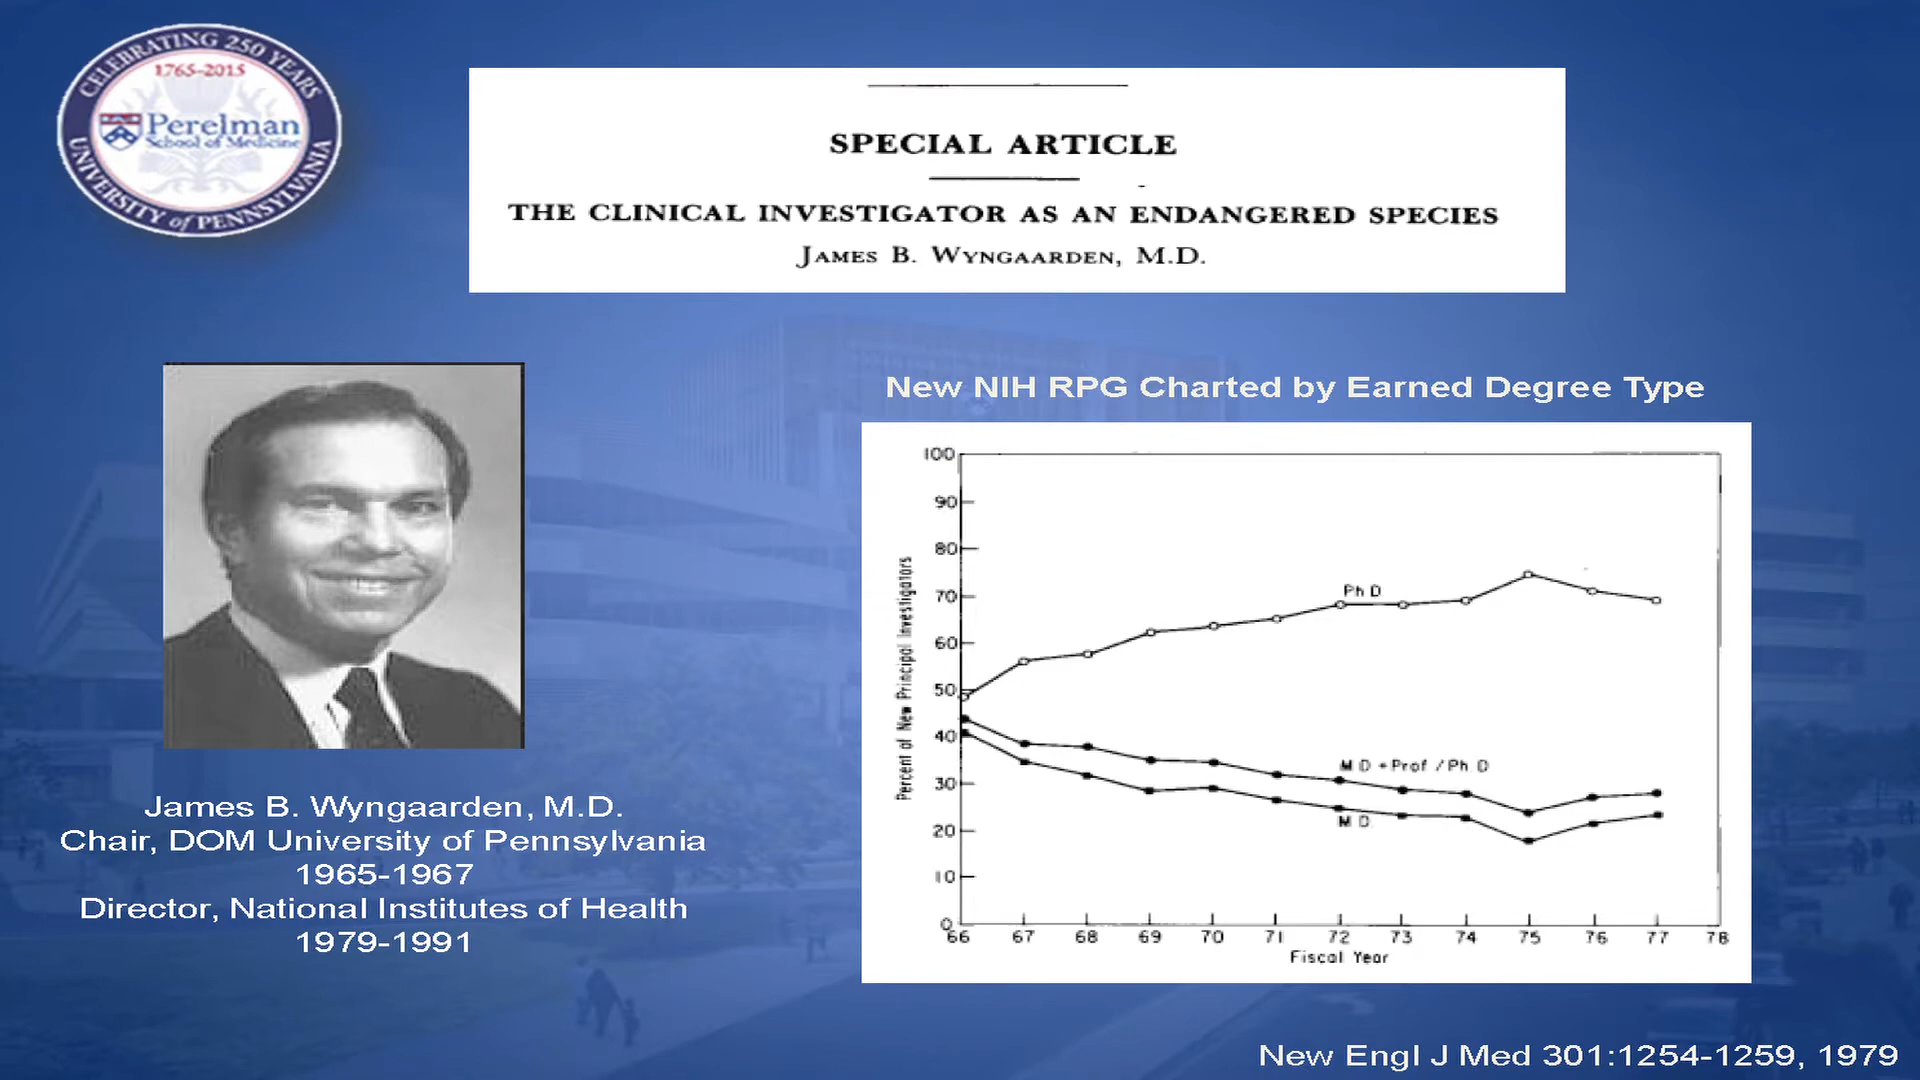 CELEBRATING 250 YEARS
1765-2015
Perelman
School of Medicine
UNIVERSITY of PENNSYLVANIA
SPECIAL ARTICLE
THE CLINICAL INVESTIGATOR AS AN ENDANGERED SPECIES
JAMES B. WYNGAARDEN, M.D.
New NIH RPG Charted by Earned Degree Type
100
90
80
70
60
50
40
30
20
10
0
Percent of New Principal Investigators
Ph D
M D + Prof / Ph D
M D
66 67 68 69 70 71 72 73 74 75 76 77 78
Fiscal Year
James B. Wyngaarden, M.D.
Chair, DOM University of Pennsylvania
1965-1967
Director, National Institutes of Health
1979-1991
New Engl J Med 301:1254-1259, 1979